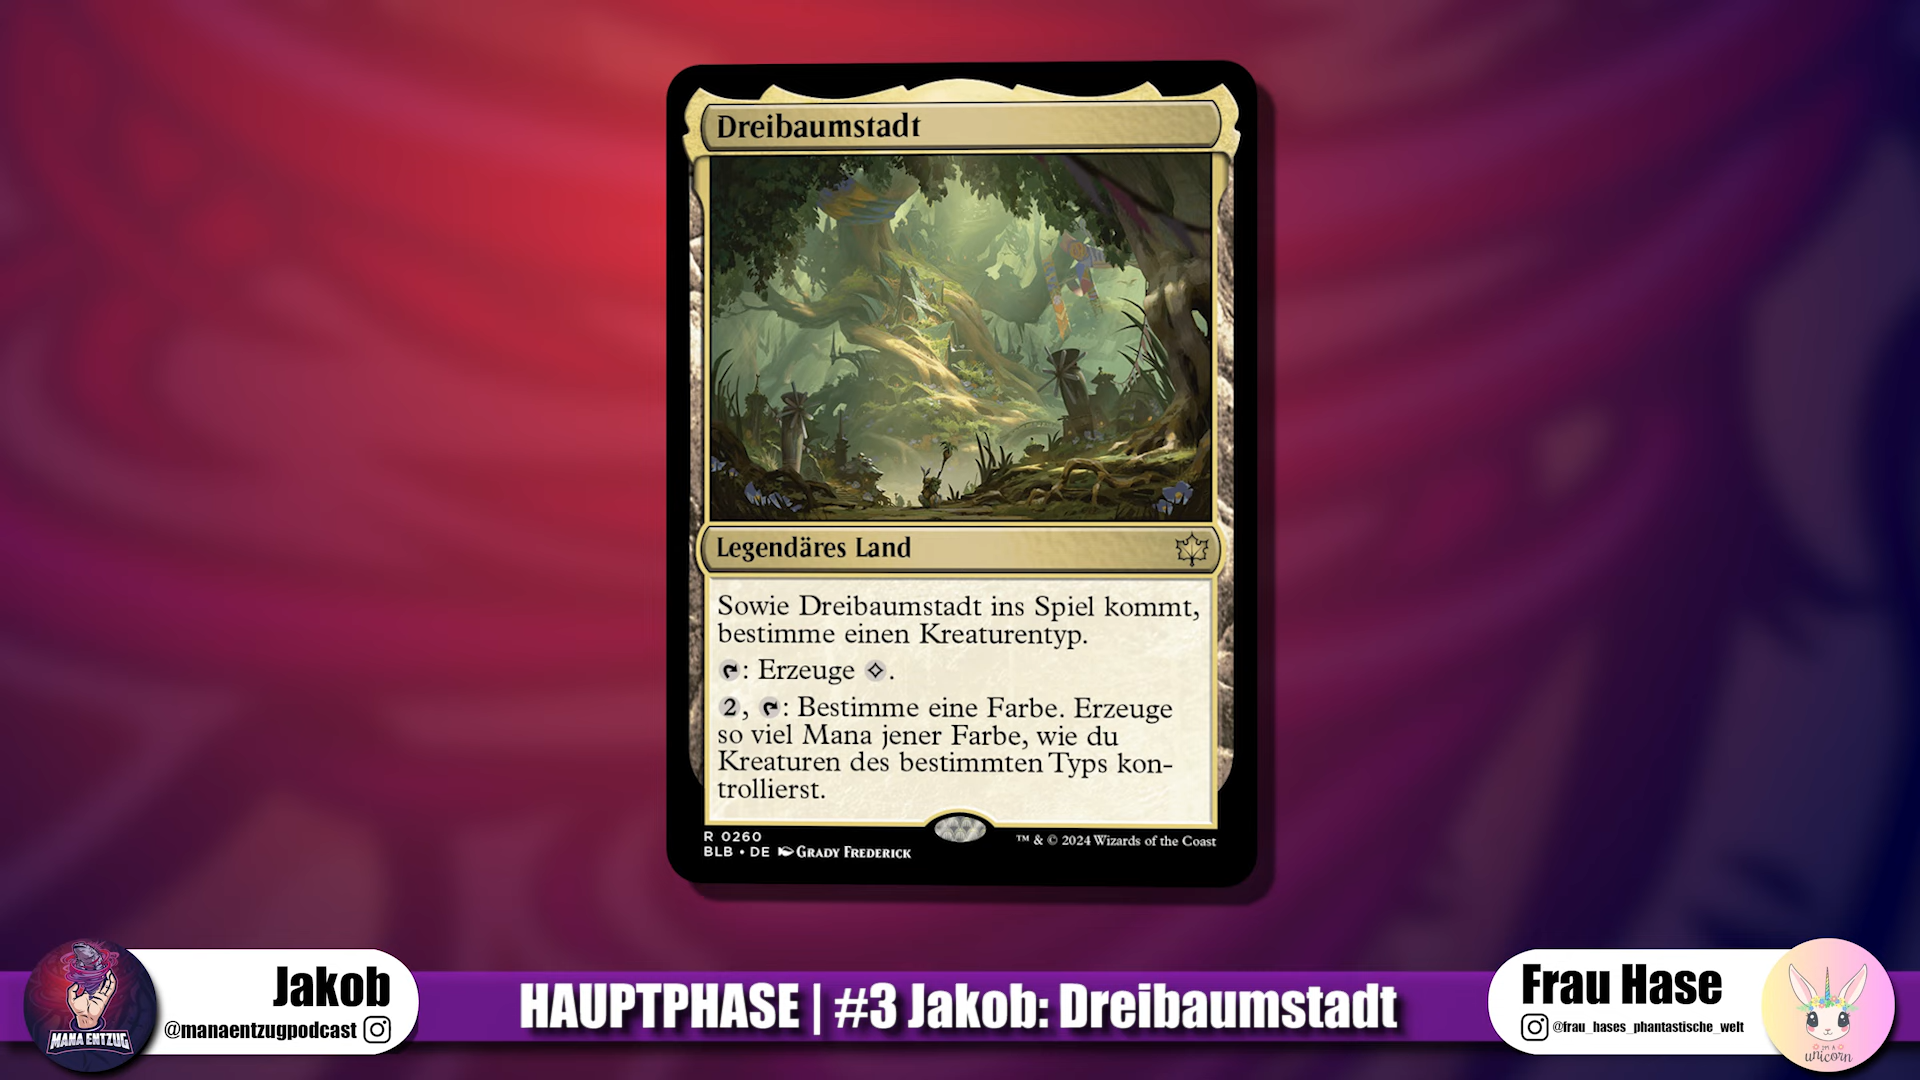 Dreibaumstadt
Legendäres Land
Sowie Dreibaumstadt ins Spiel kommt,
bestimme einen Kreaturentyp.
: Erzeuge .
2, : Bestimme eine Farbe. Erzeuge
so viel Mana jener Farbe, wie du
Kreaturen des bestimmten Typs kon-
trollierst.
R 0260
BLB • DE GRADY FREDERICK
™ & © 2024 Wizards of the Coast
MANA ENTZUG
Jakob
@manaentzugpodcast
HAUPTPHASE | #3 Jakob: Dreibaumstadt
Frau Hase
@frau_hases_phantastische_welt
I'm a
unicorn